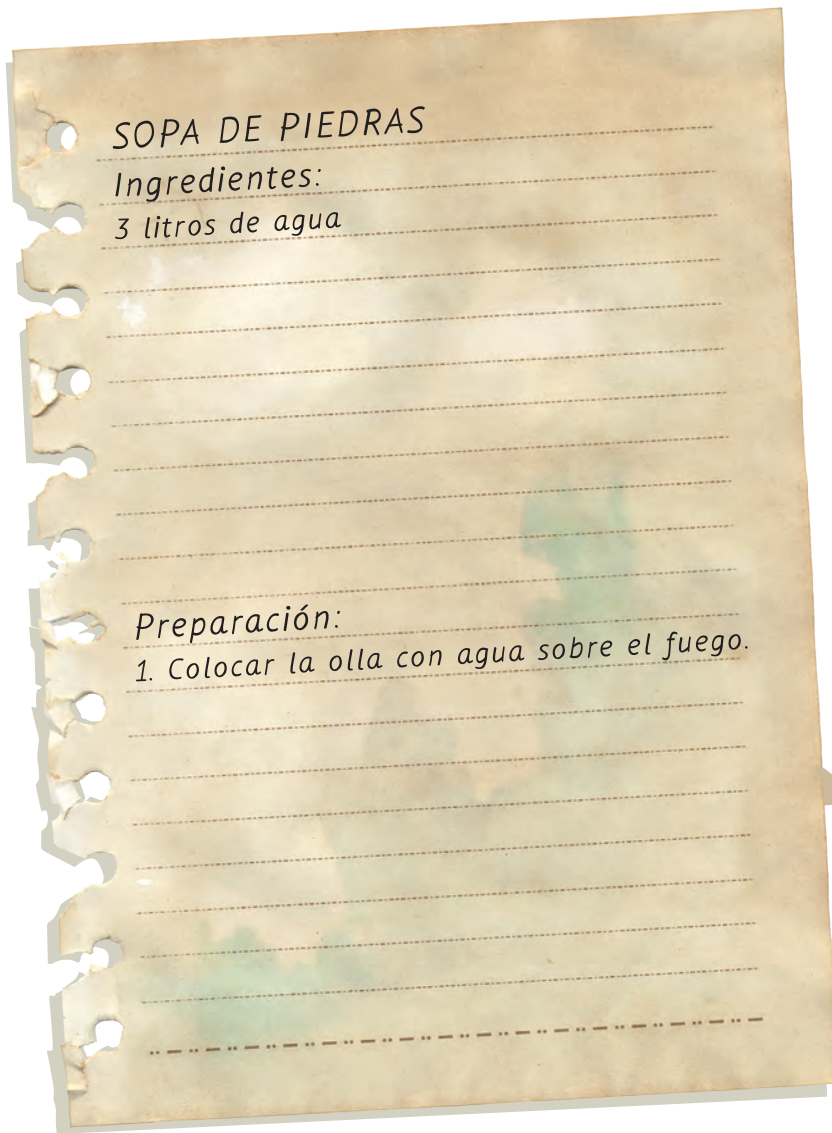 SOPA DE PIEDRAS
Ingredientes:
3 litros de agua
Preparación:
1. Colocar la olla con agua sobre el fuego.